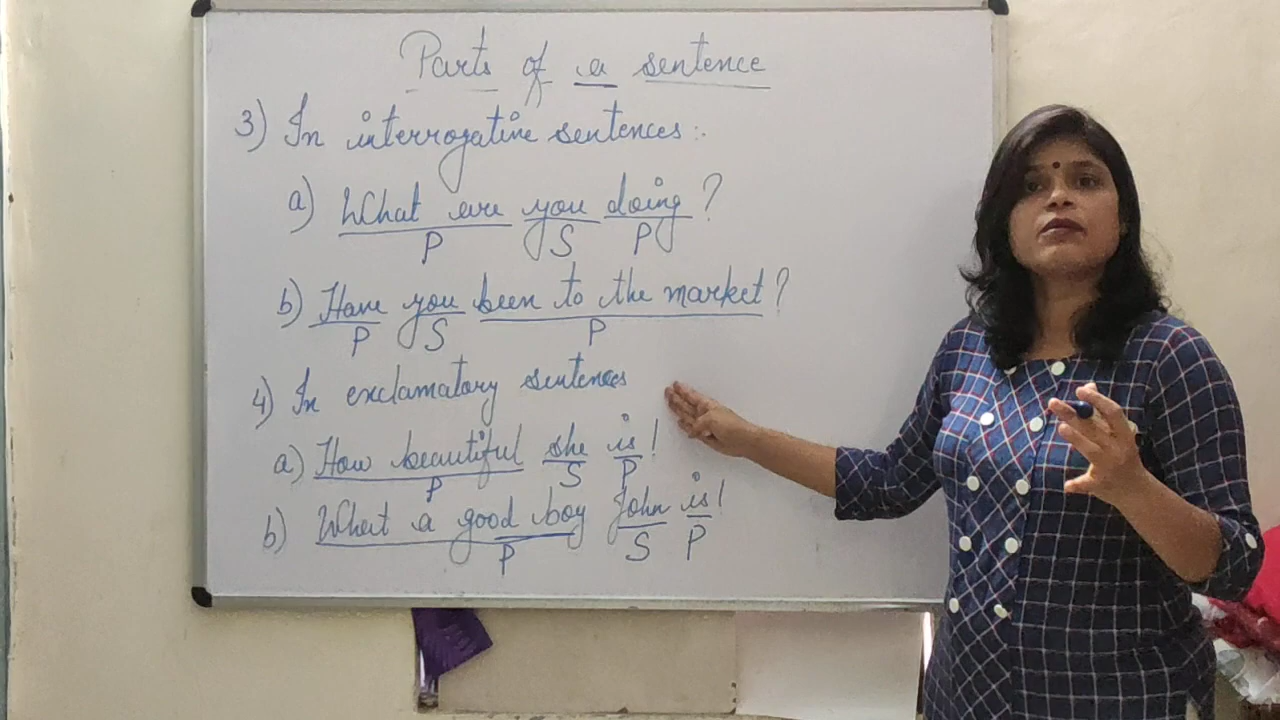 Parts of a sentence
3) In interrogative sentences :-
a) What are you doing ?
P S P
b) Have you been to the market ?
P S P
4) In exclamatory sentences
a) How beautiful she is !
P S P
b) What a good boy John is !
P S P